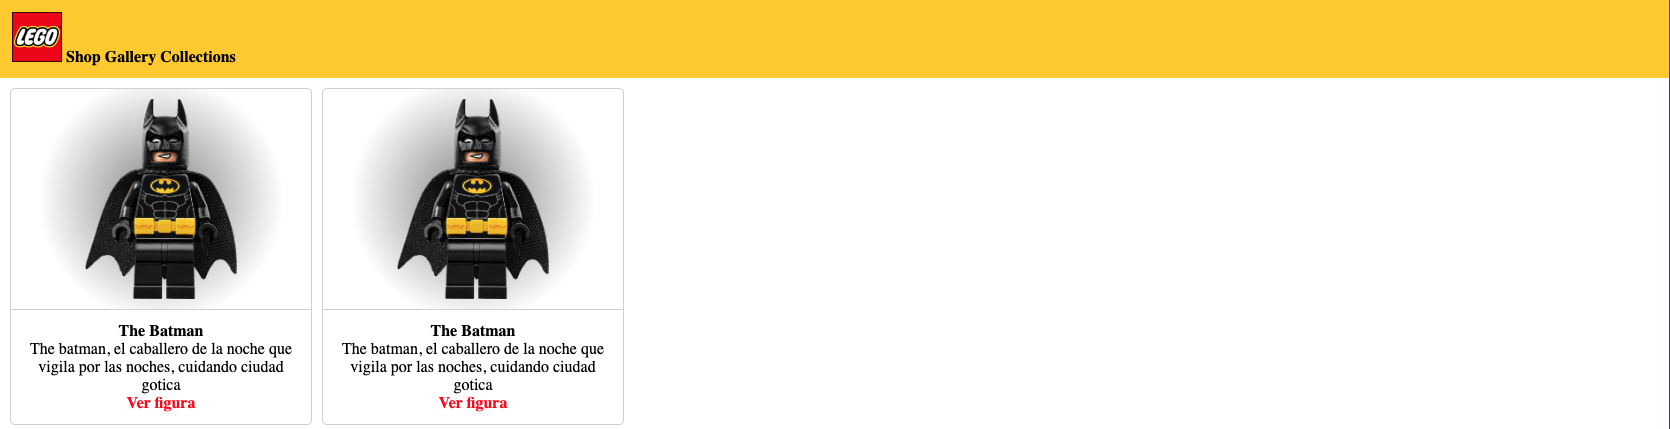 LEGO
Shop Gallery Collections
The Batman
The batman, el caballero de la noche que
vigila por las noches, cuidando ciudad
gotica
Ver figura
The Batman
The batman, el caballero de la noche que
vigila por las noches, cuidando ciudad
gotica
Ver figura